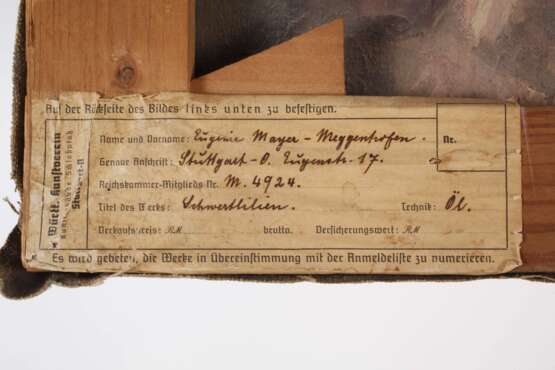 Auf der Rückseite des Bildes links unten zu befestigen.
Württ. Kunstverein
Stuttgart-N
Name und Vorname: Eugenie Mayer-Meggenhofen.
Nr.
Genaue Anschrift: Stuttgart-O. Eugenstr. 17.
Reichskammer-Mitglieds Nr. M. 4924.
Titel des Werks: Schwertlilien. Technik: Öl.
Verkaufspreis: RM brutto. Versicherungswert: RM
Es wird gebeten, die Werke in Übereinstimmung mit der Anmeldeliste zu numerieren.